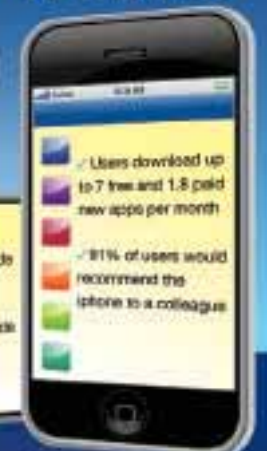 ✓ Users download up
to 7 free and 1.8 paid
new apps per month
✓ 91% of users would
recommend the
iphone to a colleague